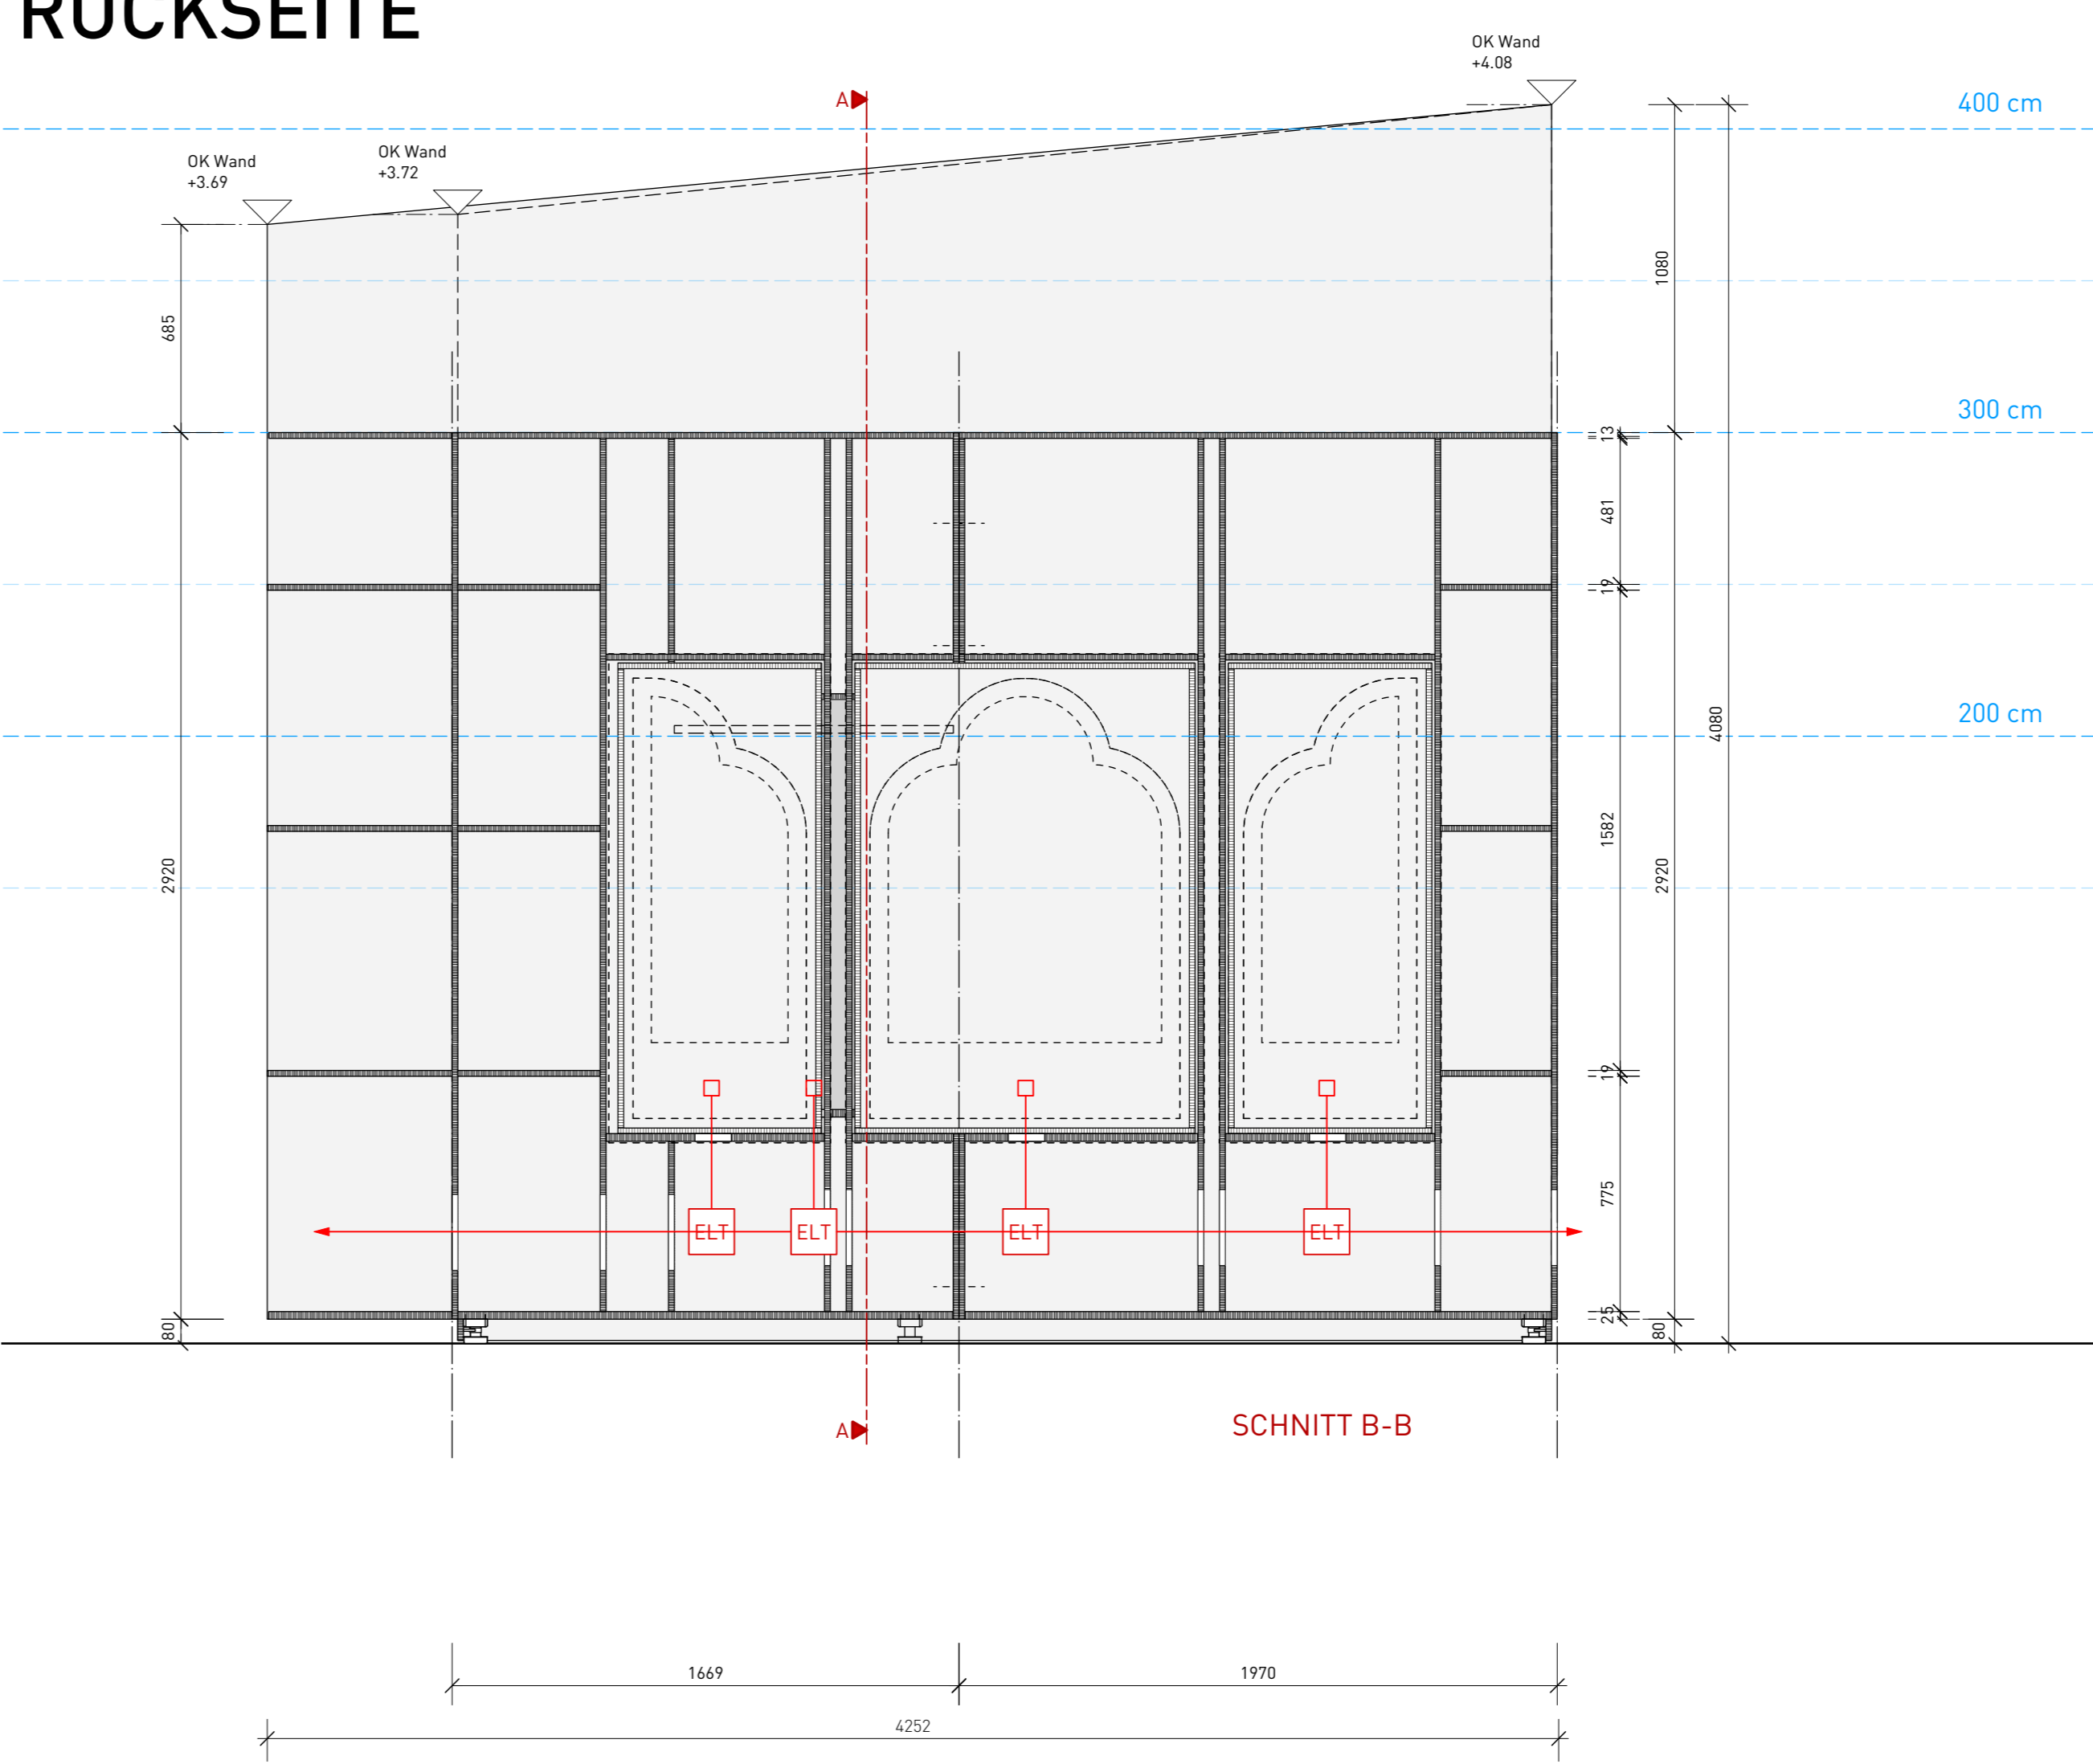 RÜCKSEITE
OK Wand
+4.08
A
400 cm
OK Wand
+3.72
OK Wand
+3.69
1080
685
300 cm
13
481
19
200 cm
4080
1582
2920
2920
19
775
ELT
ELT
ELT
ELT
25
80
80
A
SCHNITT B-B
1669
1970
4252